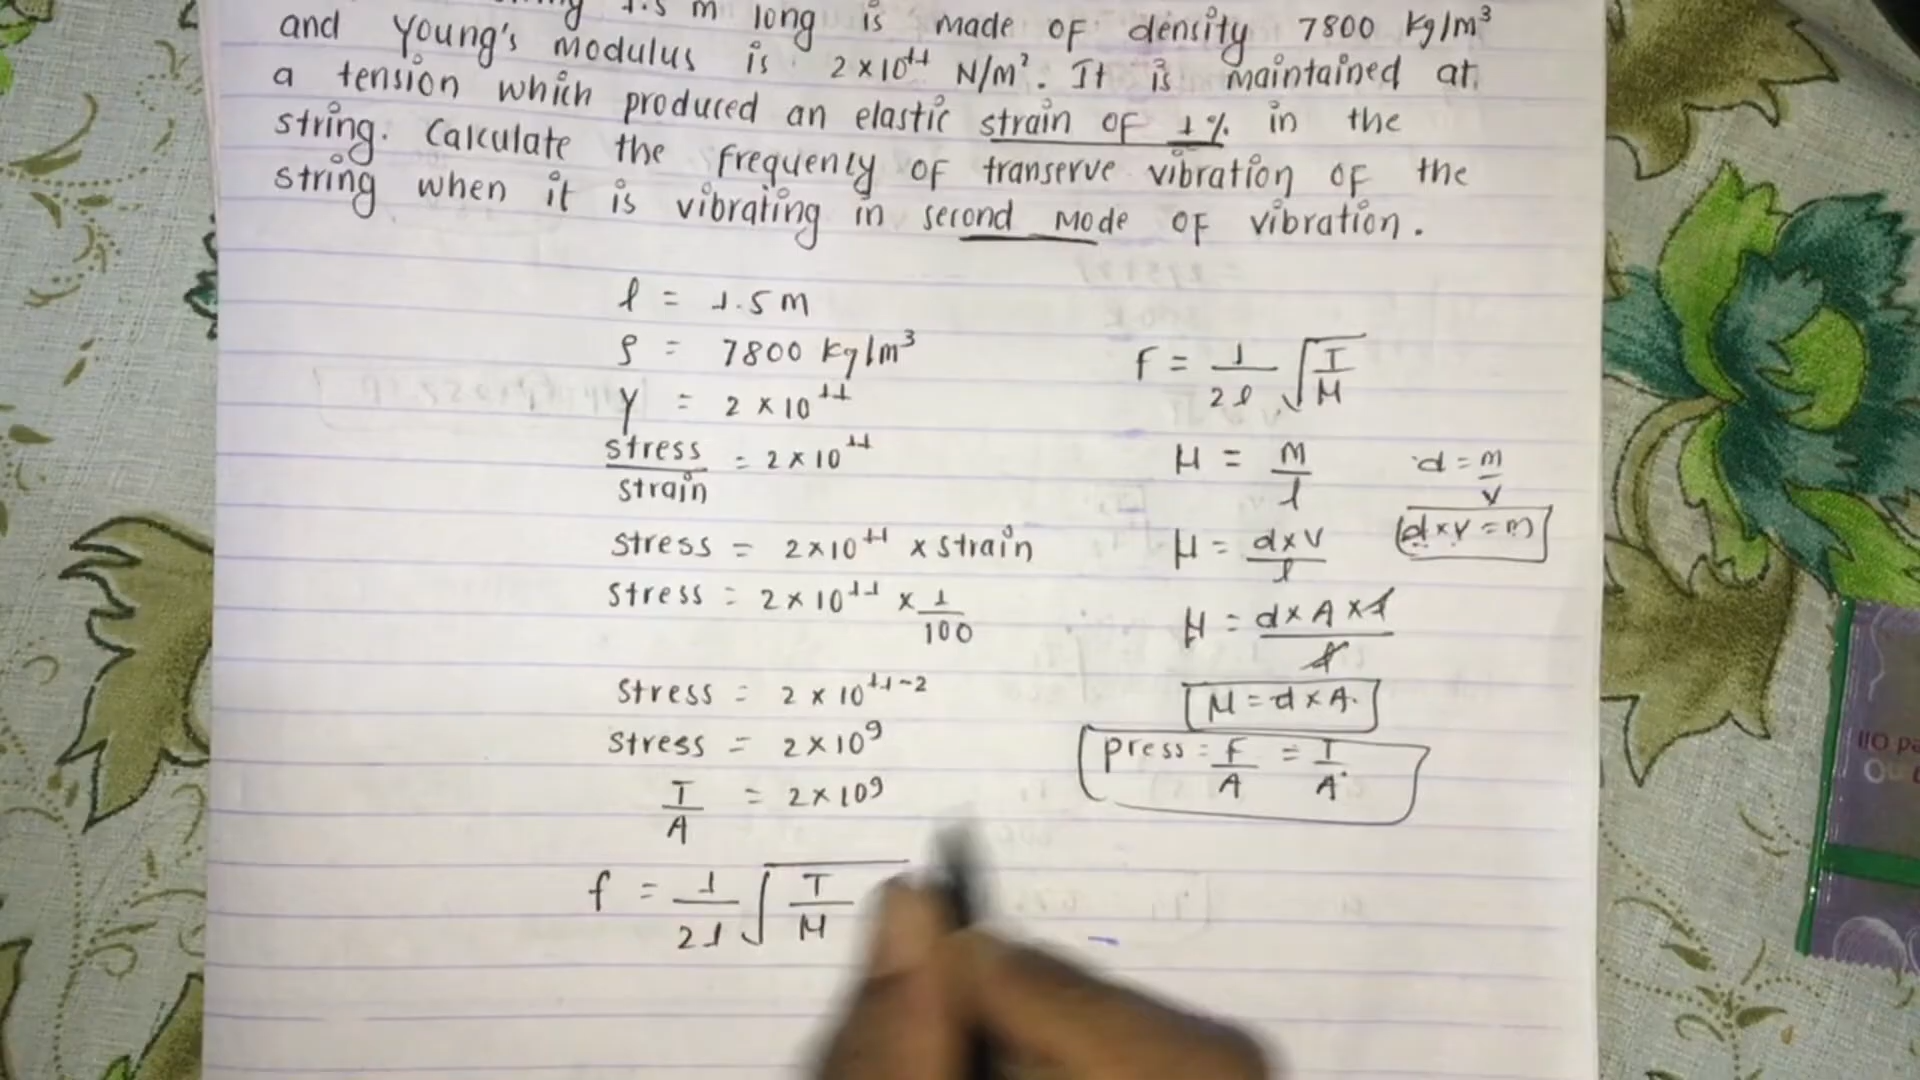 1.5 m long is made of density 7800 kg/m³
and Young's modulus is 2×10¹¹ N/m². It is maintained at
a tension which produced an elastic strain of 1% in the
string. Calculate the frequency of transerve vibration of the
string when it is vibrating in second mode of vibration.
l = 1.5 m
ρ = 7800 kg/m³
Y = 2 × 10¹¹
stress/strain = 2×10¹¹
stress = 2×10¹¹ × strain
stress = 2×10¹¹ × 1/100
stress = 2 × 10¹¹⁻²
stress = 2×10⁹
T/A = 2×10⁹
f = 1/2l √T/μ
f = 1/2l √T/μ
μ = m/l
d = m/v
d×v = m
μ = d×v/l
μ = d×A×l/l
μ = d×A.
press = F/A = T/A